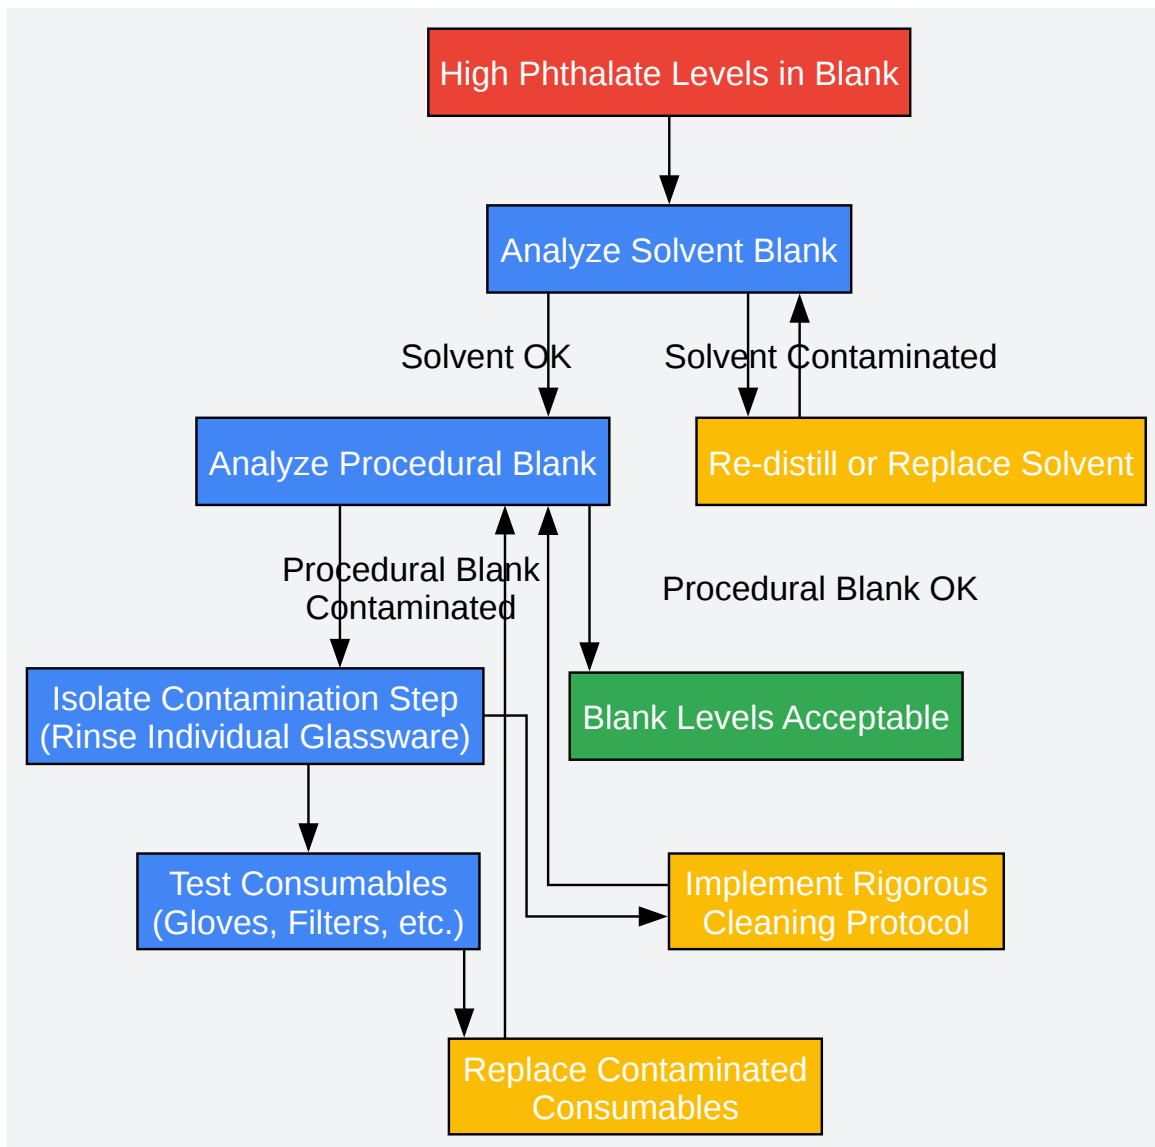 High Phthalate Levels in Blank
Analyze Solvent Blank
Solvent OK
Solvent Contaminated
Analyze Procedural Blank
Re-distill or Replace Solvent
Procedural Blank
Contaminated
Procedural Blank OK
Isolate Contamination Step
(Rinse Individual Glassware)
Blank Levels Acceptable
Test Consumables
(Gloves, Filters, etc.)
Implement Rigorous
Cleaning Protocol
Replace Contaminated
Consumables